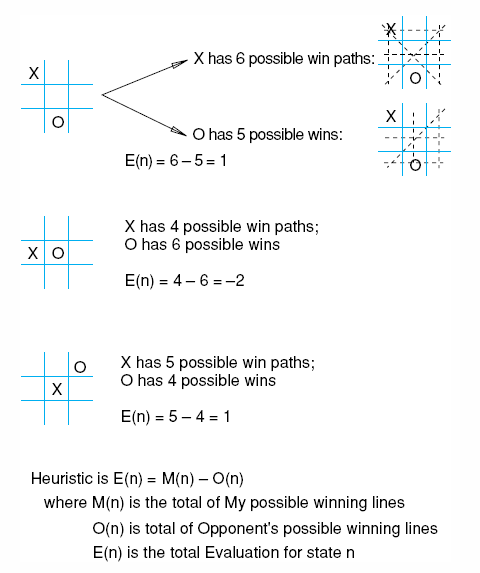 X
O
X has 6 possible win paths:
X
O
O has 5 possible wins:
E(n) = 6 – 5 = 1
X
O
X has 4 possible win paths;
O has 6 possible wins
X O
E(n) = 4 – 6 = –2
X has 5 possible win paths;
O has 4 possible wins
O
X
E(n) = 5 – 4 = 1
Heuristic is E(n) = M(n) – O(n)
where M(n) is the total of My possible winning lines
O(n) is total of Opponent's possible winning lines
E(n) is the total Evaluation for state n